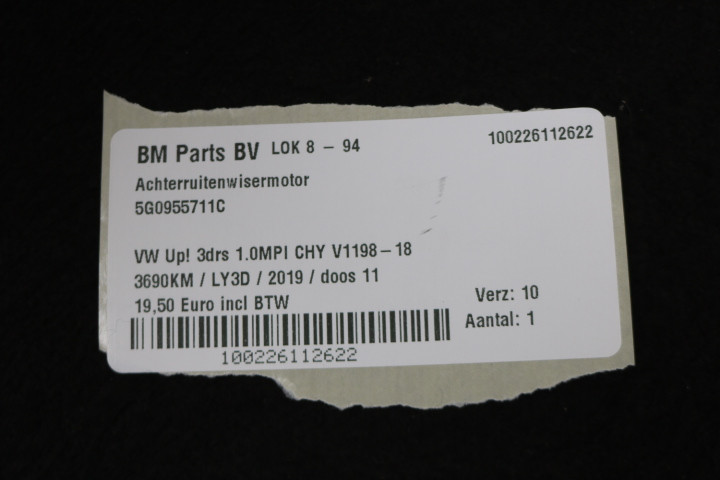 BM Parts BV LOK 8 - 94 100226112622
Achterruitenwisermotor
5G0955711C
VW Up! 3drs 1.0MPI CHY V1198-18
3690KM / LY3D / 2019 / doos 11
19,50 Euro incl BTW Verz: 10
Aantal: 1
100226112622